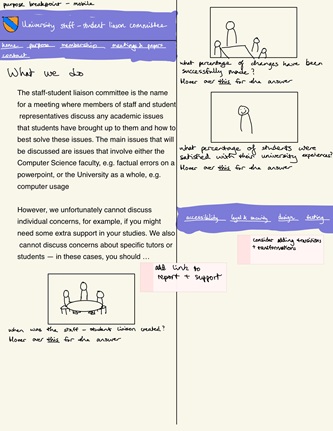 purpose breakpoint - mobile
University staff-student liaison committee
home purpose membership meetings & papers
contact
What we do
The staff-student liaison committee is the name
for a meeting where members of staff and student
representatives discuss any academic issues
that students have brought up to them and how to
best solve these issues. The main issues that will
be discussed are issues that involve either the
Computer Science faculty, e.g. factual errors on a
powerpoint, or the University as a whole, e.g.
computer usage
However, we unfortunately cannot discuss
individual concerns, for example, if you might
need some extra support in your studies. We also
cannot discuss concerns about specific tutors or
students — in these cases, you should ...
add link to
report + support
when was the staff - student liaison created?
Hover over this for the answer
what percentage of changes have been
successfully made?
Hover over this for the answer
what percentage of students were
satisfied with their university experiences?
Hover over this for the answer
accessibility legal & security design testing
consider adding transitions
+ transformations